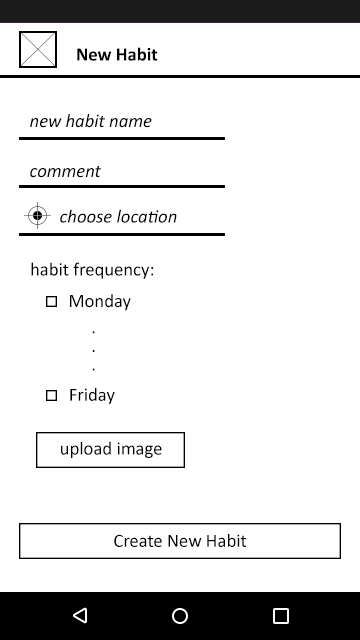 New Habit
new habit name
comment
choose location
habit frequency:
Monday
.
.
.
Friday
upload image
Create New Habit